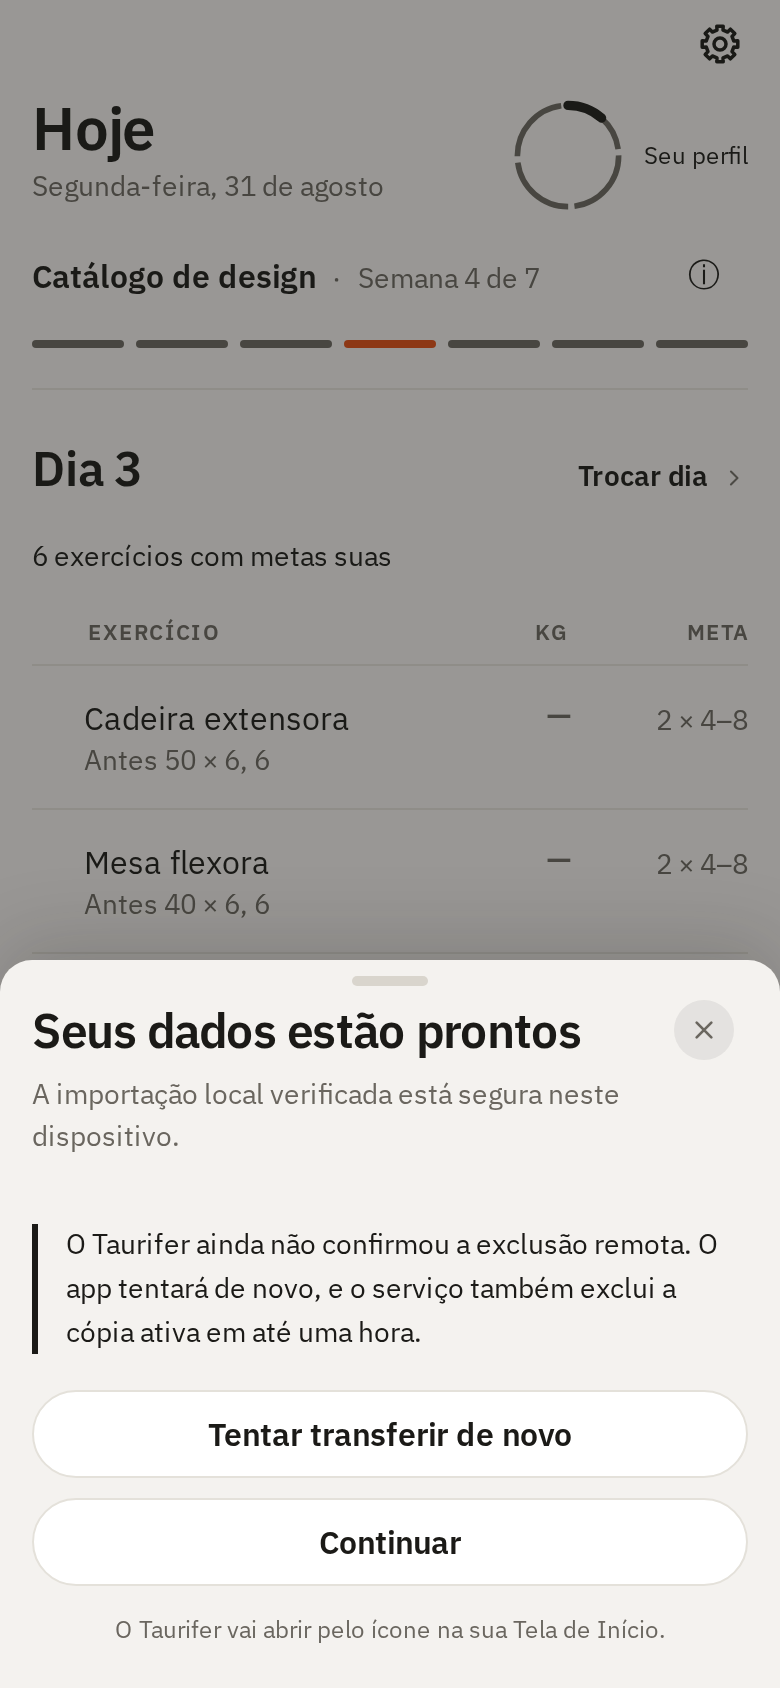 Hoje
Seu perfil
Segunda-feira, 31 de agosto
Catálogo de design · Semana 4 de 7
Dia 3
Trocar dia
6 exercícios com metas suas
EXERCÍCIO KG META
Cadeira extensora — 2 × 4–8
Antes 50 × 6, 6
Mesa flexora — 2 × 4–8
Antes 40 × 6, 6
Seus dados estão prontos
A importação local verificada está segura neste
dispositivo.
O Taurifer ainda não confirmou a exclusão remota. O
app tentará de novo, e o serviço também exclui a
cópia ativa em até uma hora.
Tentar transferir de novo
Continuar
O Taurifer vai abrir pelo ícone na sua Tela de Início.